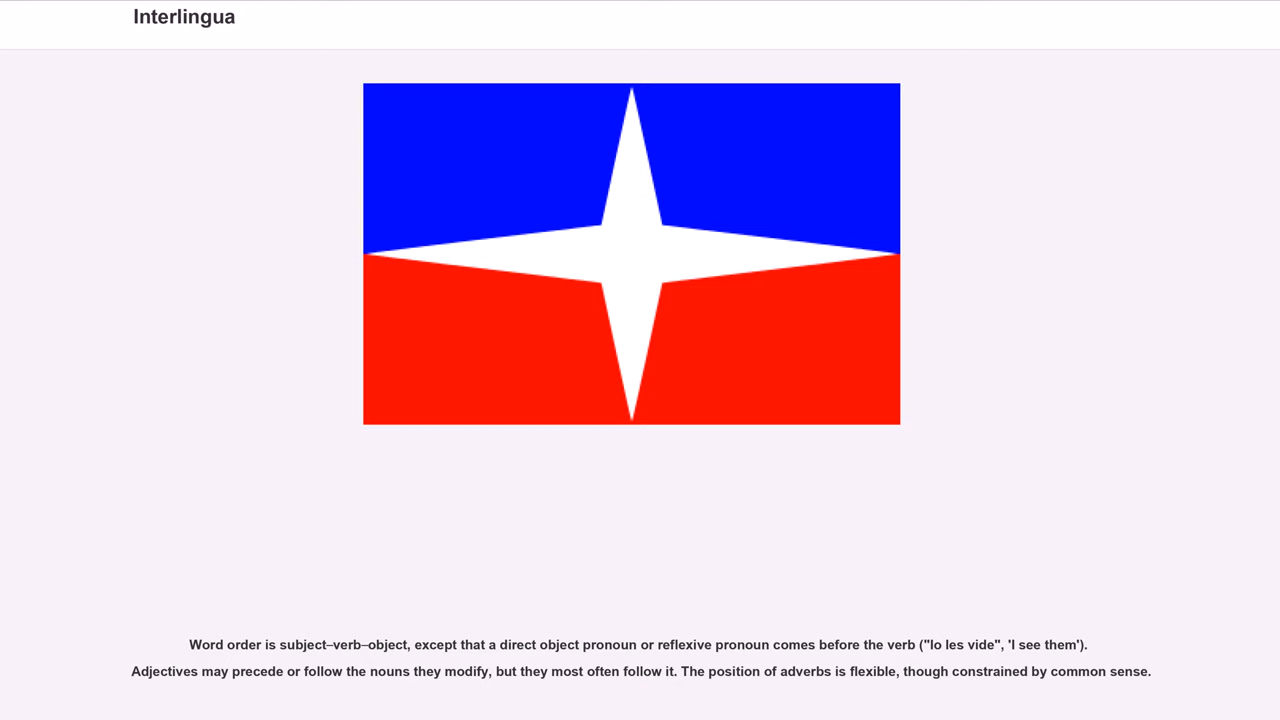 Interlingua
Word order is subject–verb–object, except that a direct object pronoun or reflexive pronoun comes before the verb ("Io les vide", 'I see them').
Adjectives may precede or follow the nouns they modify, but they most often follow it. The position of adverbs is flexible, though constrained by common sense.